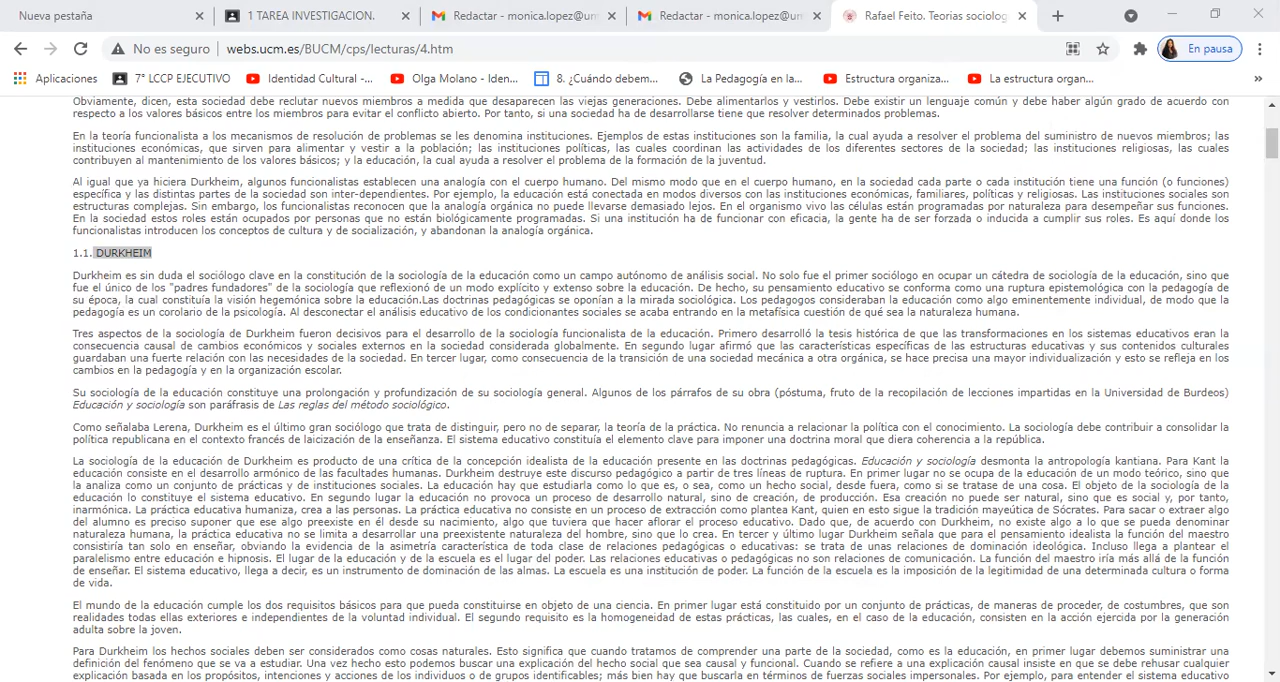 Nueva pestaña
1 TAREA INVESTIGACION.
Redactar - monica.lopez@um
Redactar - monica.lopez@um
Rafael Feito. Teorias sociolog
No es seguro
webs.ucm.es/BUCM/cps/lecturas/4.htm
En pausa
Aplicaciones
7° LCCP EJECUTIVO
Identidad Cultural -...
Olga Molano - Iden...
8. ¿Cuándo debem...
La Pedagogía en la...
Estructura organiza...
La estructura organ...
Obviamente, dicen, esta sociedad debe reclutar nuevos miembros a medida que desaparecen las viejas generaciones. Debe alimentarlos y vestirlos. Debe existir un lenguaje común y debe haber algún grado de acuerdo con
respecto a los valores básicos entre los miembros para evitar el conflicto abierto. Por tanto, si una sociedad ha de desarrollarse tiene que resolver determinados problemas.
En la teoría funcionalista a los mecanismos de resolución de problemas se les denomina instituciones. Ejemplos de estas instituciones son la familia, la cual ayuda a resolver el problema del suministro de nuevos miembros; las
instituciones económicas, que sirven para alimentar y vestir a la población; las instituciones políticas, las cuales coordinan las actividades de los diferentes sectores de la sociedad; las instituciones religiosas, las cuales
contribuyen al mantenimiento de los valores básicos; y la educación, la cual ayuda a resolver el problema de la formación de la juventud.
Al igual que ya hiciera Durkheim, algunos funcionalistas establecen una analogía con el cuerpo humano. Del mismo modo que en el cuerpo humano, en la sociedad cada parte o cada institución tiene una función (o funciones)
específica y las distintas partes de la sociedad son inter-dependientes. Por ejemplo, la educación está conectada en modos diversos con las instituciones económicas, familiares, políticas y religiosas. Las instituciones sociales son
estructuras complejas. Sin embargo, los funcionalistas reconocen que la analogía orgánica no puede llevarse demasiado lejos. En el organismo vivo las células están programadas por naturaleza para desempeñar sus funciones.
En la sociedad estos roles están ocupados por personas que no están biológicamente programadas. Si una institución ha de funcionar con eficacia, la gente ha de ser forzada o inducida a cumplir sus roles. Es aquí donde los
funcionalistas introducen los conceptos de cultura y de socialización, y abandonan la analogía orgánica.
1.1. DURKHEIM
Durkheim es sin duda el sociólogo clave en la constitución de la sociología de la educación como un campo autónomo de análisis social. No solo fue el primer sociólogo en ocupar un cátedra de sociología de la educación, sino que
fue el único de los "padres fundadores" de la sociología que reflexionó de un modo explícito y extenso sobre la educación. De hecho, su pensamiento educativo se conforma como una ruptura epistemológica con la pedagogía de
su época, la cual constituía la visión hegemónica sobre la educación.Las doctrinas pedagógicas se oponían a la mirada sociológica. Los pedagogos consideraban la educación como algo eminentemente individual, de modo que la
pedagogía es un corolario de la psicología. Al desconectar el análisis educativo de los condicionantes sociales se acaba entrando en la metafísica cuestión de qué sea la naturaleza humana.
Tres aspectos de la sociología de Durkheim fueron decisivos para el desarrollo de la sociología funcionalista de la educación. Primero desarrolló la tesis histórica de que las transformaciones en los sistemas educativos eran la
consecuencia causal de cambios económicos y sociales externos en la sociedad considerada globalmente. En segundo lugar afirmó que las características específicas de las estructuras educativas y sus contenidos culturales
guardaban una fuerte relación con las necesidades de la sociedad. En tercer lugar, como consecuencia de la transición de una sociedad mecánica a otra orgánica, se hace precisa una mayor individualización y esto se refleja en los
cambios en la pedagogía y en la organización escolar.
Su sociología de la educación constituye una prolongación y profundización de su sociología general. Algunos de los párrafos de su obra (póstuma, fruto de la recopilación de lecciones impartidas en la Universidad de Burdeos)
Educación y sociología son paráfrasis de Las reglas del método sociológico.
Como señalaba Lerena, Durkheim es el último gran sociólogo que trata de distinguir, pero no de separar, la teoría de la práctica. No renuncia a relacionar la política con el conocimiento. La sociología debe contribuir a consolidar la
política republicana en el contexto francés de laicización de la enseñanza. El sistema educativo constituía el elemento clave para imponer una doctrina moral que diera coherencia a la república.
La sociología de la educación de Durkheim es producto de una crítica de la concepción idealista de la educación presente en las doctrinas pedagógicas. Educación y sociología desmonta la antropología kantiana. Para Kant la
educación consiste en el desarrollo armónico de las facultades humanas. Durkheim destruye este discurso pedagógico a partir de tres líneas de ruptura. En primer lugar no se ocupa de la educación de un modo teórico, sino que
la analiza como un conjunto de prácticas y de instituciones sociales. La educación hay que estudiarla como lo que es, o sea, como un hecho social, desde fuera, como si se tratase de una cosa. El objeto de la sociología de la
educación lo constituye el sistema educativo. En segundo lugar la educación no provoca un proceso de desarrollo natural, sino de creación, de producción. Esa creación no puede ser natural, sino que es social y, por tanto,
inarmónica. La práctica educativa humaniza, crea a las personas. La práctica educativa no consiste en un proceso de extracción como plantea Kant, quien en esto sigue la tradición mayeútica de Sócrates. Para sacar o extraer algo
del alumno es preciso suponer que ese algo preexiste en él desde su nacimiento, algo que tuviera que hacer aflorar el proceso educativo. Dado que, de acuerdo con Durkheim, no existe algo a lo que se pueda denominar
naturaleza humana, la práctica educativa no se limita a desarrollar una preexistente naturaleza del hombre, sino que lo crea. En tercer y último lugar Durkheim señala que para el pensamiento idealista la función del maestro
consistiría tan solo en enseñar, obviando la evidencia de la asimetría característica de toda clase de relaciones pedagógicas o educativas: se trata de unas relaciones de dominación ideológica. Incluso llega a plantear el
paralelismo entre educación e hipnosis. El lugar de la educación y de la escuela es el lugar del poder. Las relaciones educativas o pedagógicas no son relaciones de comunicación. La función del maestro iría más allá de la función
de enseñar. El sistema educativo, llega a decir, es un instrumento de dominación de las almas. La escuela es una institución de poder. La función de la escuela es la imposición de la legitimidad de una determinada cultura o forma
de vida.
El mundo de la educación cumple los dos requisitos básicos para que pueda constituirse en objeto de una ciencia. En primer lugar está constituido por un conjunto de prácticas, de maneras de proceder, de costumbres, que son
realidades todas ellas exteriores e independientes de la voluntad individual. El segundo requisito es la homogeneidad de estas prácticas, las cuales, en el caso de la educación, consisten en la acción ejercida por la generación
adulta sobre la joven.
Para Durkheim los hechos sociales deben ser considerados como cosas naturales. Esto significa que cuando tratamos de comprender una parte de la sociedad, como es la educación, en primer lugar debemos suministrar una
definición del fenómeno que se va a estudiar. Una vez hecho esto podemos buscar una explicación del hecho social que sea causal y funcional. Cuando se refiere a una explicación causal insiste en que se debe rehusar cualquier
explicación basada en los propósitos, intenciones y acciones de los individuos o de grupos identificables; más bien hay que buscarla en términos de fuerzas sociales impersonales. Por ejemplo, para entender el sistema educativo